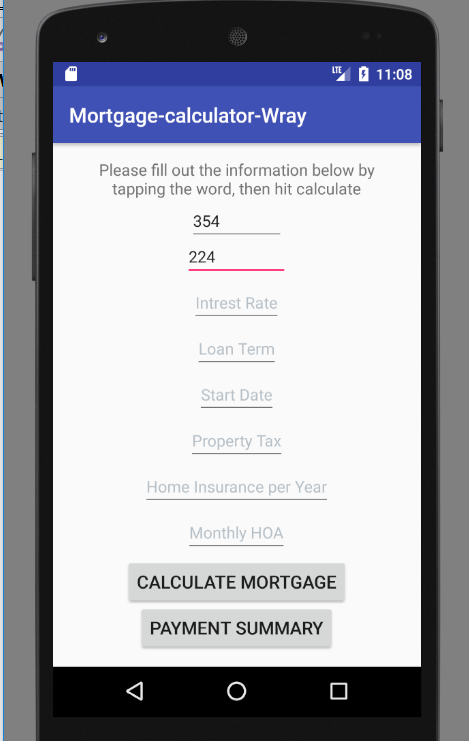 LTE 11:08
Mortgage-calculator-Wray
Please fill out the information below by
tapping the word, then hit calculate
354
224
Intrest Rate
Loan Term
Start Date
Property Tax
Home Insurance per Year
Monthly HOA
CALCULATE MORTGAGE
PAYMENT SUMMARY